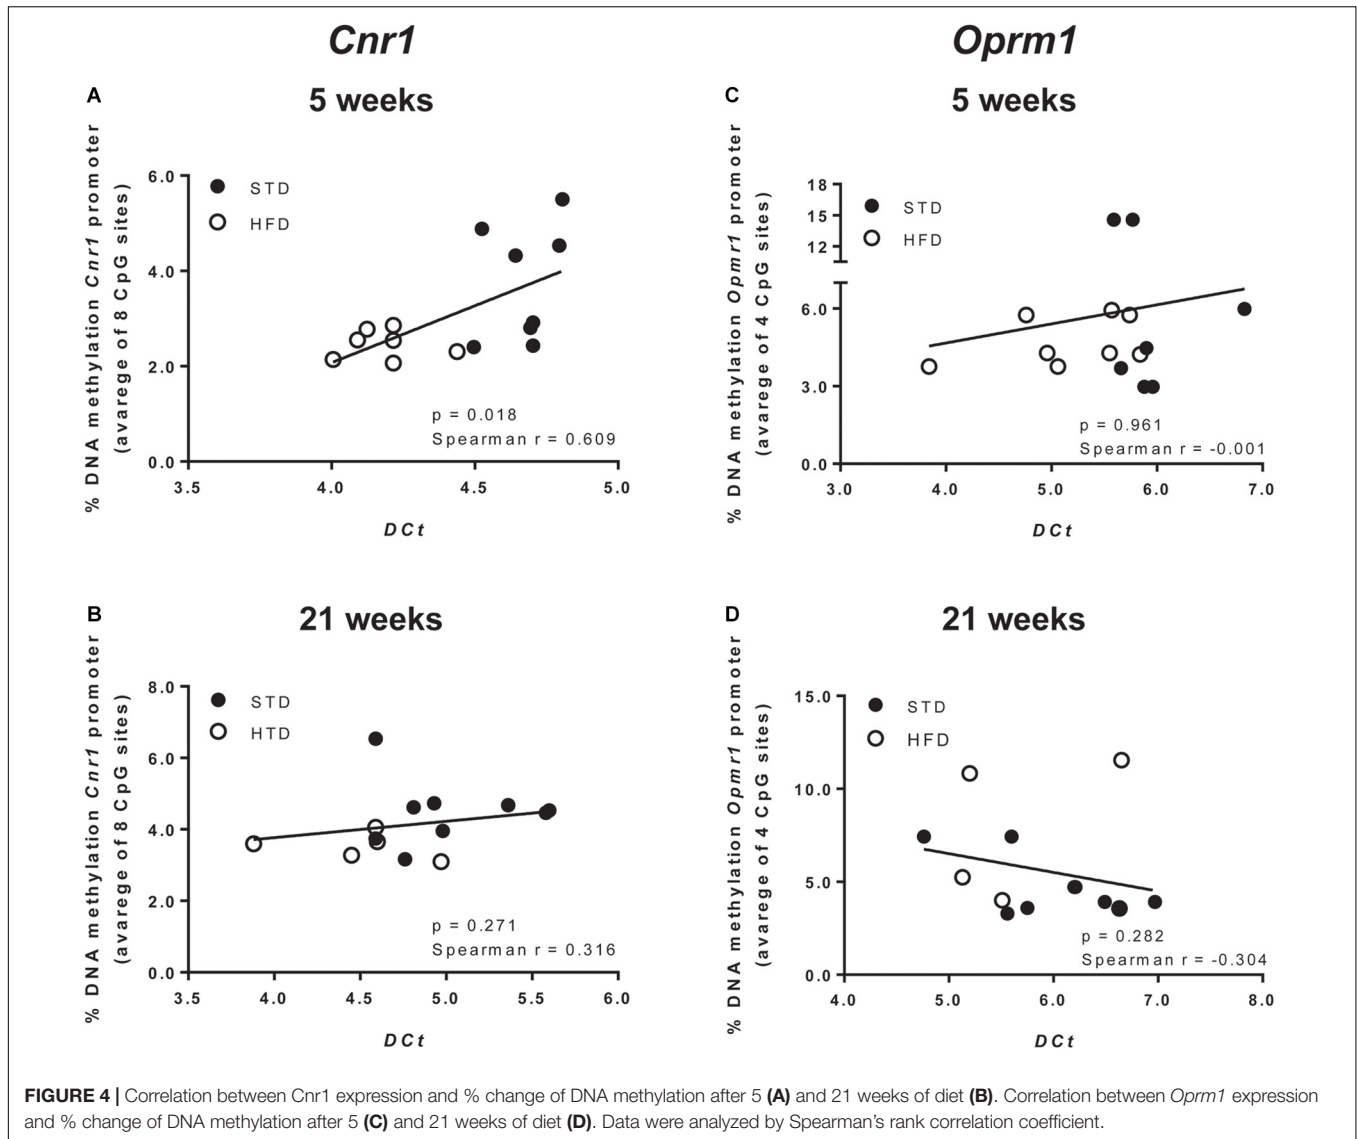 Cnr1
Oprm1
A
5 weeks
% DNA methylation Cnr1 promoter
(avarege of 8 CpG sites)
6.0
4.0
2.0
0.0
STD
HFD
p = 0.018
Spearman r = 0.609
3.5 4.0 4.5 5.0
DCt
C
5 weeks
% DNA methylation Opmr1 promoter
(avarege of 4 CpG sites)
18
15
12
6.0
3.0
0.0
STD
HFD
p = 0.961
Spearman r = -0.001
3.0 4.0 5.0 6.0 7.0
DCt
B
21 weeks
% DNA methylation Cnr1 promoter
(avarege of 8 CpG sites)
8.0
6.0
4.0
2.0
0.0
STD
HTD
p = 0.271
Spearman r = 0.316
3.5 4.0 4.5 5.0 5.5 6.0
DCt
D
21 weeks
% DNA methylation Opmr1 promoter
(avarege of 4 CpG sites)
15.0
10.0
5.0
0.0
STD
HFD
p = 0.282
Spearman r = -0.304
4.0 5.0 6.0 7.0 8.0
DCt
FIGURE 4 | Correlation between Cnr1 expression and % change of DNA methylation after 5 (A) and 21 weeks of diet (B). Correlation between Oprm1 expression
and % change of DNA methylation after 5 (C) and 21 weeks of diet (D). Data were analyzed by Spearman's rank correlation coefficient.